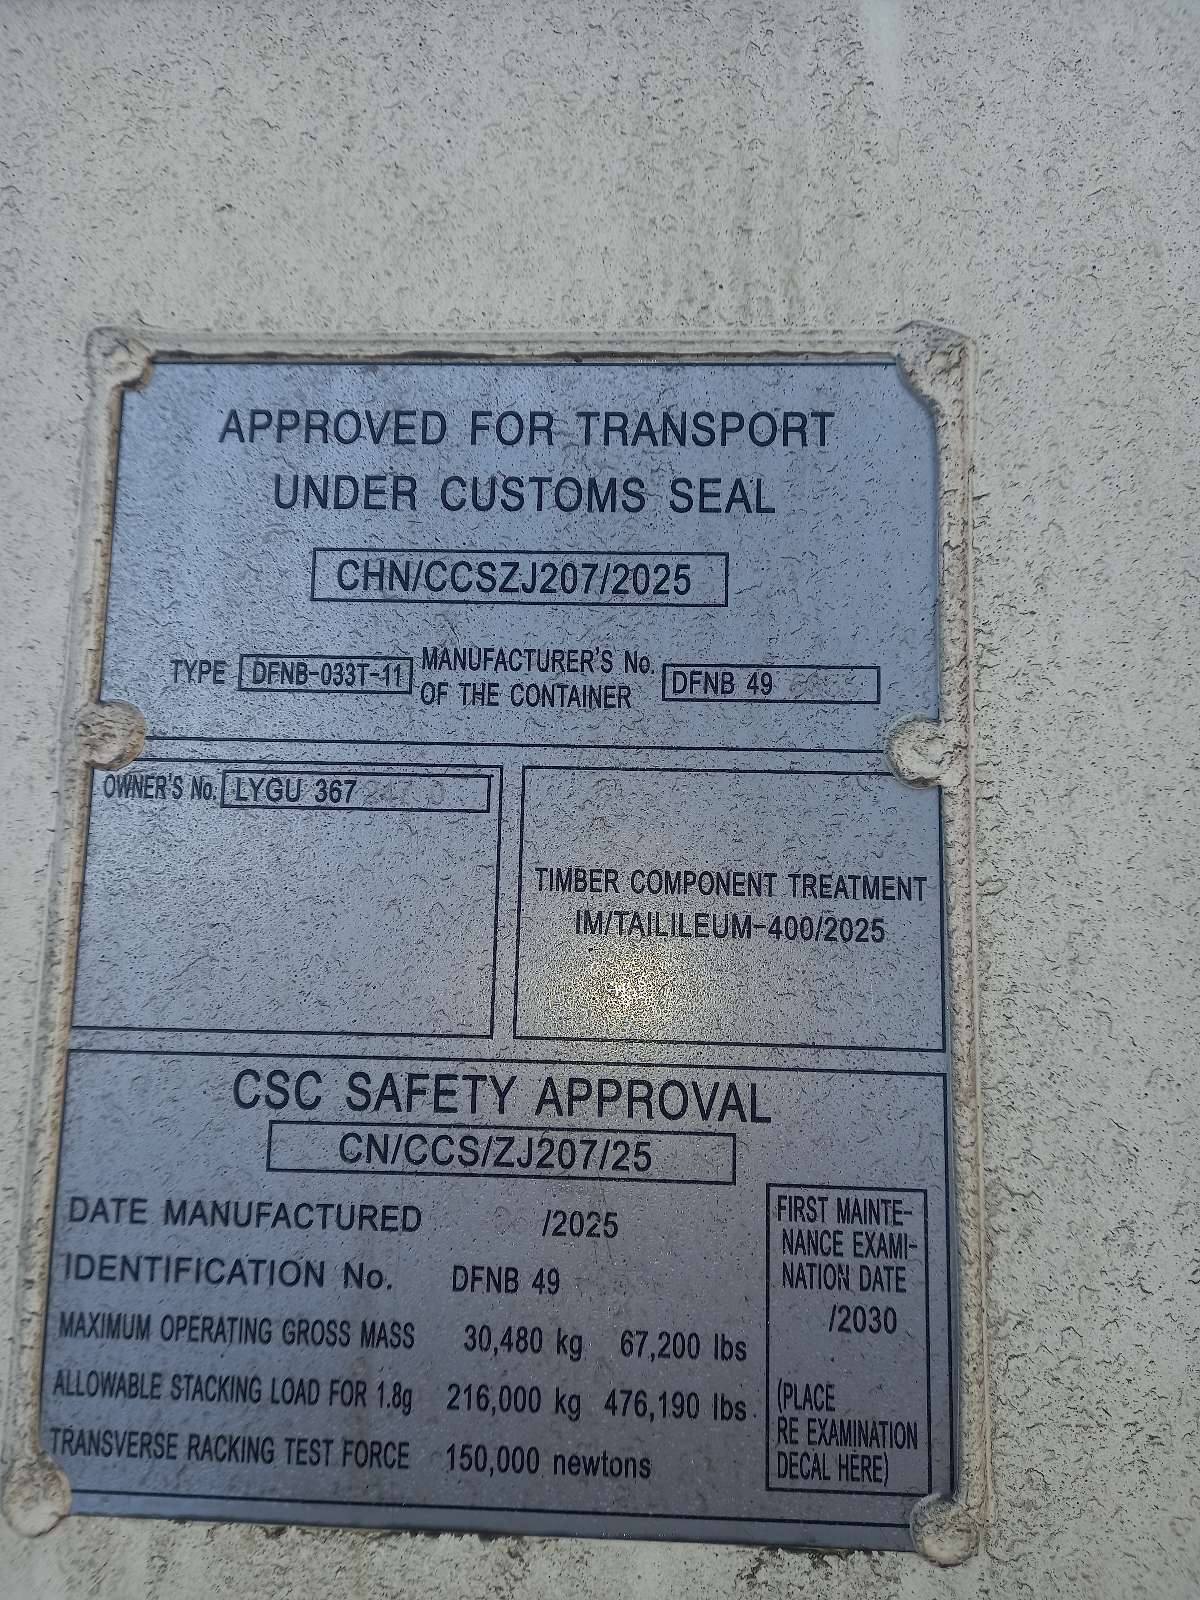 APPROVED FOR TRANSPORT
UNDER CUSTOMS SEAL
CHN/CCSZJ207/2025
TYPE DFNB-033T-11 MANUFACTURER'S No. OF THE CONTAINER DFNB 49
OWNER'S No. LYGU 367
TIMBER COMPONENT TREATMENT
IM/TAILILEUM-400/2025
CSC SAFETY APPROVAL
CN/CCS/ZJ207/25
DATE MANUFACTURED /2025
IDENTIFICATION No. DFNB 49
MAXIMUM OPERATING GROSS MASS 30,480 kg 67,200 lbs
ALLOWABLE STACKING LOAD FOR 1.8g 216,000 kg 476,190 lbs.
TRANSVERSE RACKING TEST FORCE 150,000 newtons
FIRST MAINTE-
NANCE EXAMI-
NATION DATE
/2030
(PLACE
RE EXAMINATION
DECAL HERE)